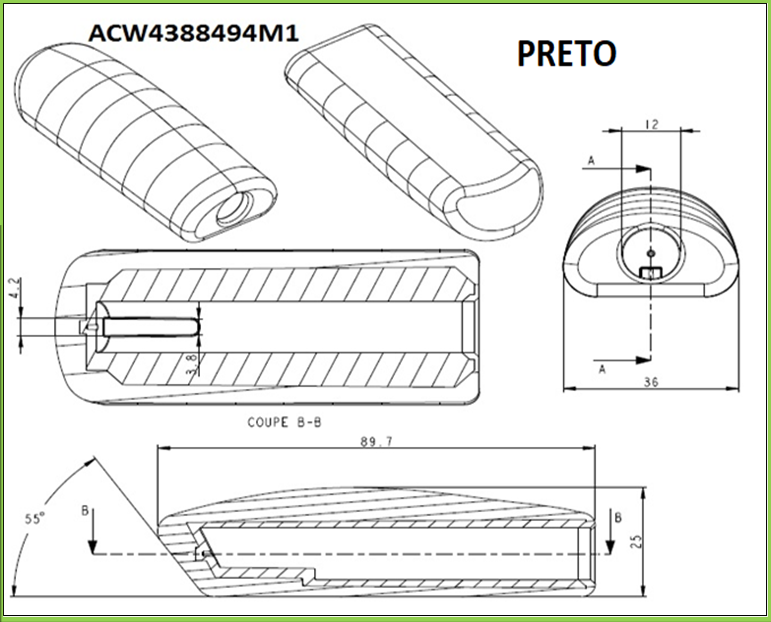 ACW4388494M1
PRETO
12
A
4.2
3.8
A
36
COUPE B-B
89.7
55°
B
B
25